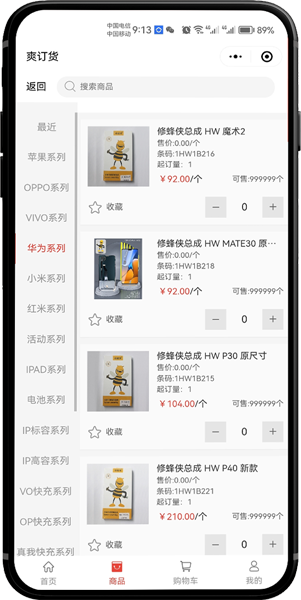 中国电信
中国移动
9:13
89%
爽订货
返回
搜索商品
最近
苹果系列
OPPO系列
VIVO系列
华为系列
小米系列
红米系列
活动系列
IPAD系列
电池系列
IP标容系列
IP高容系列
VO快充系列
OP快充系列
真我快充系列
修蜂侠总成 HW 魔术2
售价:0.00/个
条码:1HW1B216
起订量：1
￥92.00/个
可售:999999个
收藏
0
修蜂侠总成 HW MATE30 原…
售价:0.00/个
条码:1HW1B218
起订量：1
￥92.00/个
可售:999999个
收藏
0
修蜂侠总成 HW P30 原尺寸
售价:0.00/个
条码:1HW1B215
起订量：1
￥104.00/个
可售:999999个
收藏
0
修蜂侠总成 HW P40 新款
售价:0.00/个
条码:1HW1B221
起订量：1
￥210.00/个
可售:999999个
收藏
0
首页
商品
购物车
我的